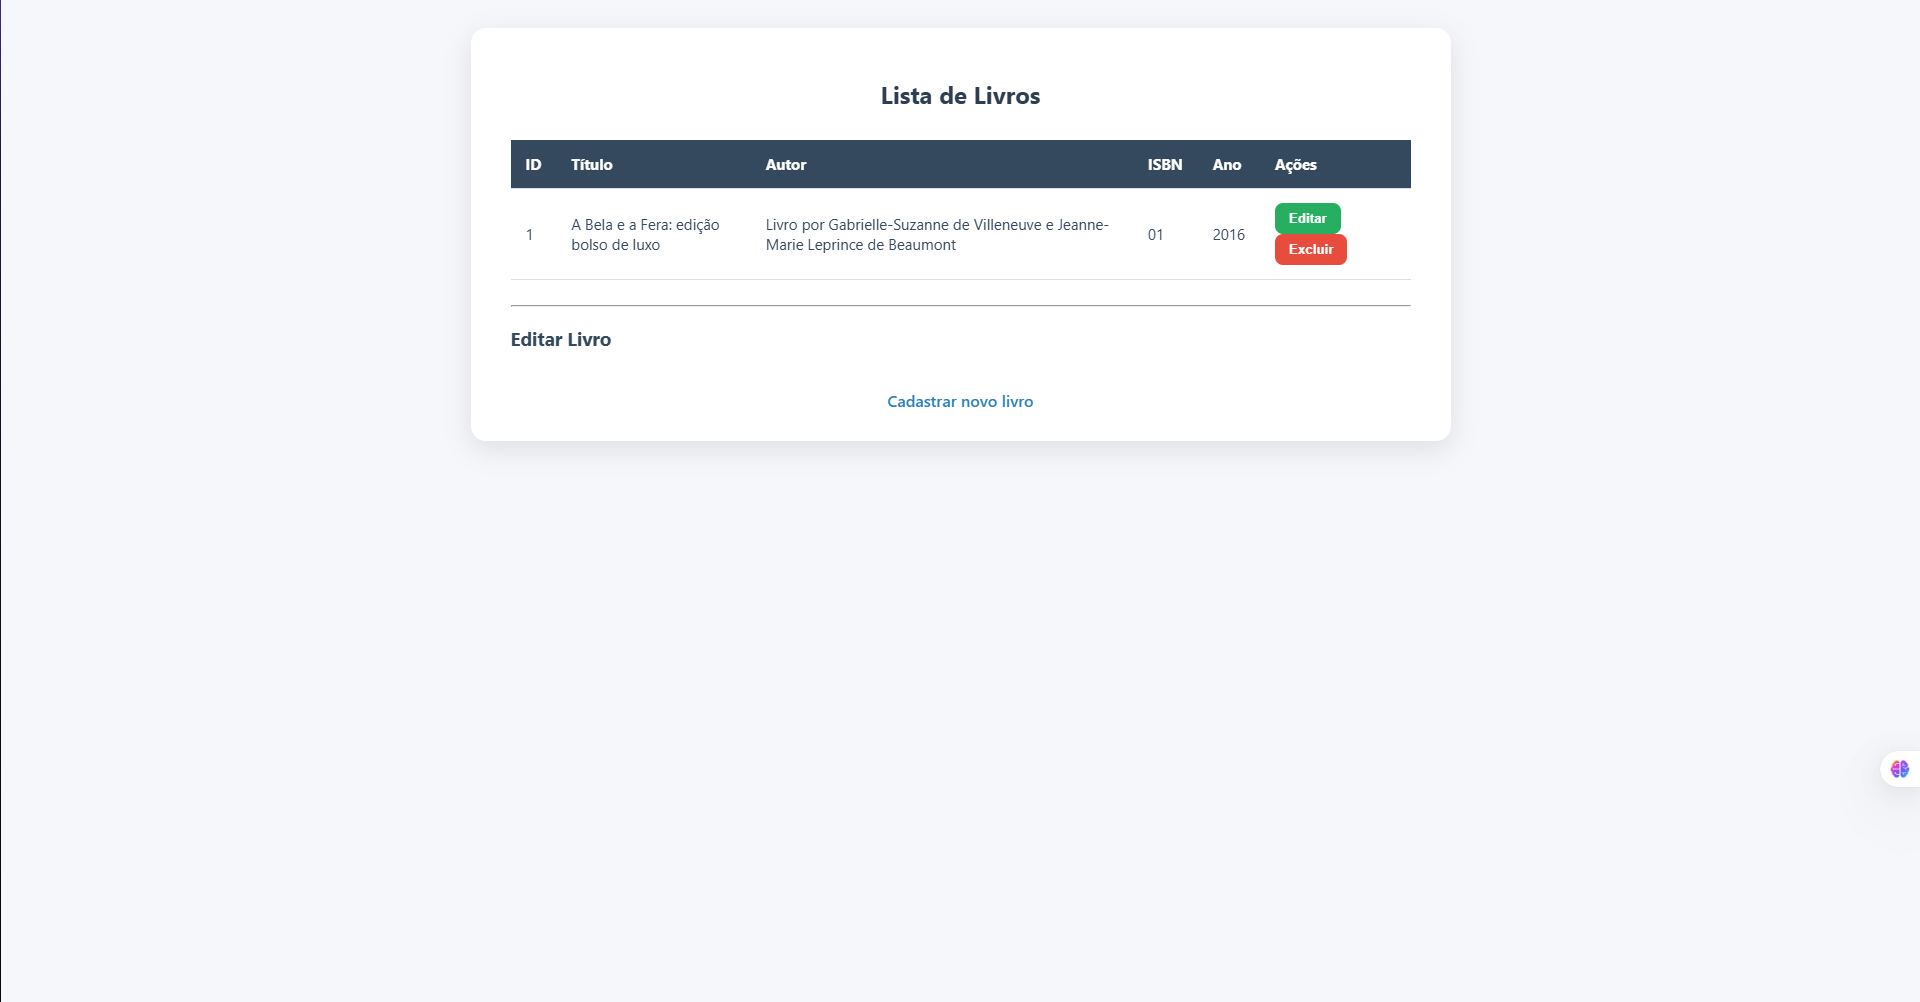 Lista de Livros
ID Título Autor ISBN Ano Ações
1 A Bela e a Fera: edição bolso de luxo Livro por Gabrielle-Suzanne de Villeneuve e Jeanne-Marie Leprince de Beaumont 01 2016 Editar
Excluir
Editar Livro
Cadastrar novo livro